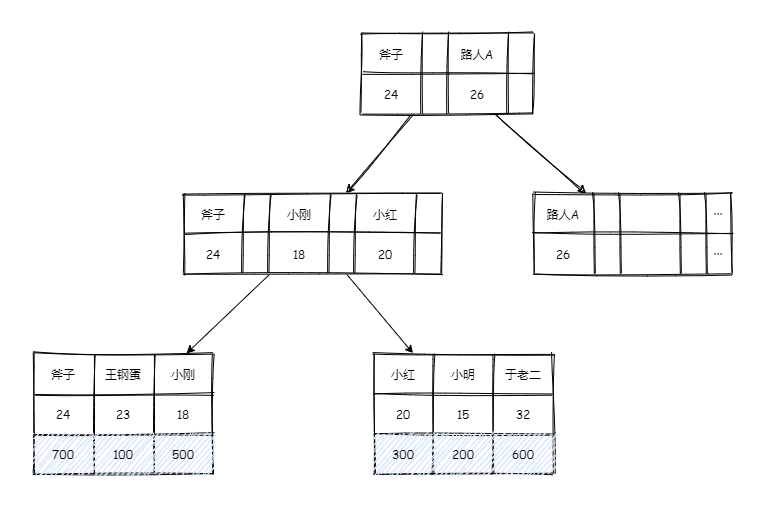 斧子 路人A
24 26
斧子 小刚 小红
24 18 20
路人A ...
26 ...
斧子 王钢蛋 小刚
24 23 18
700 100 500
小红 小明 于老二
20 15 32
300 200 600